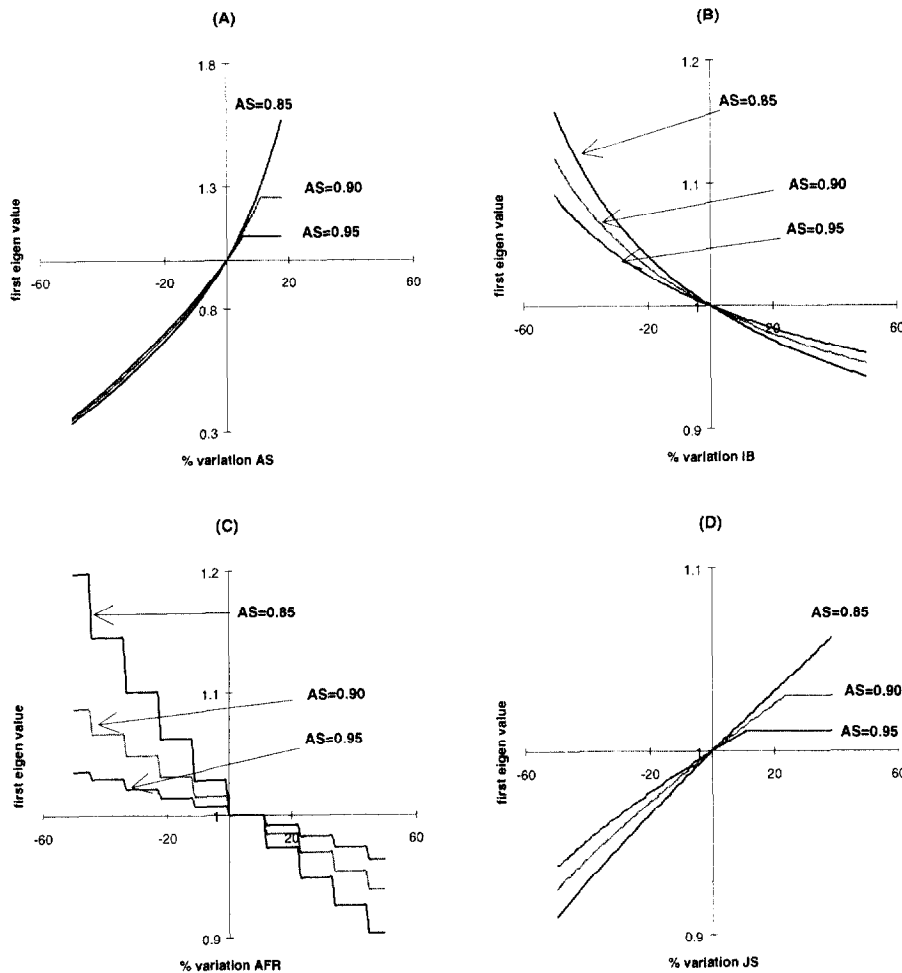 (A)
1.8
AS=0.85
1.3
AS=0.90
AS=0.95
first eigen value
-60
-20
20
60
0.8
0.3
% variation AS
(B)
1.2
AS=0.85
1.1
AS=0.90
AS=0.95
first eigen value
-60
-20
1
20
60
0.9
% variation IB
(C)
1.2
AS=0.85
1.1
AS=0.90
AS=0.95
first eigen value
-60
-20
1
20
60
0.9
% variation AFR
(D)
1.1
AS=0.85
AS=0.90
AS=0.95
first eigen value
-60
-20
1
20
60
0.9
% variation JS